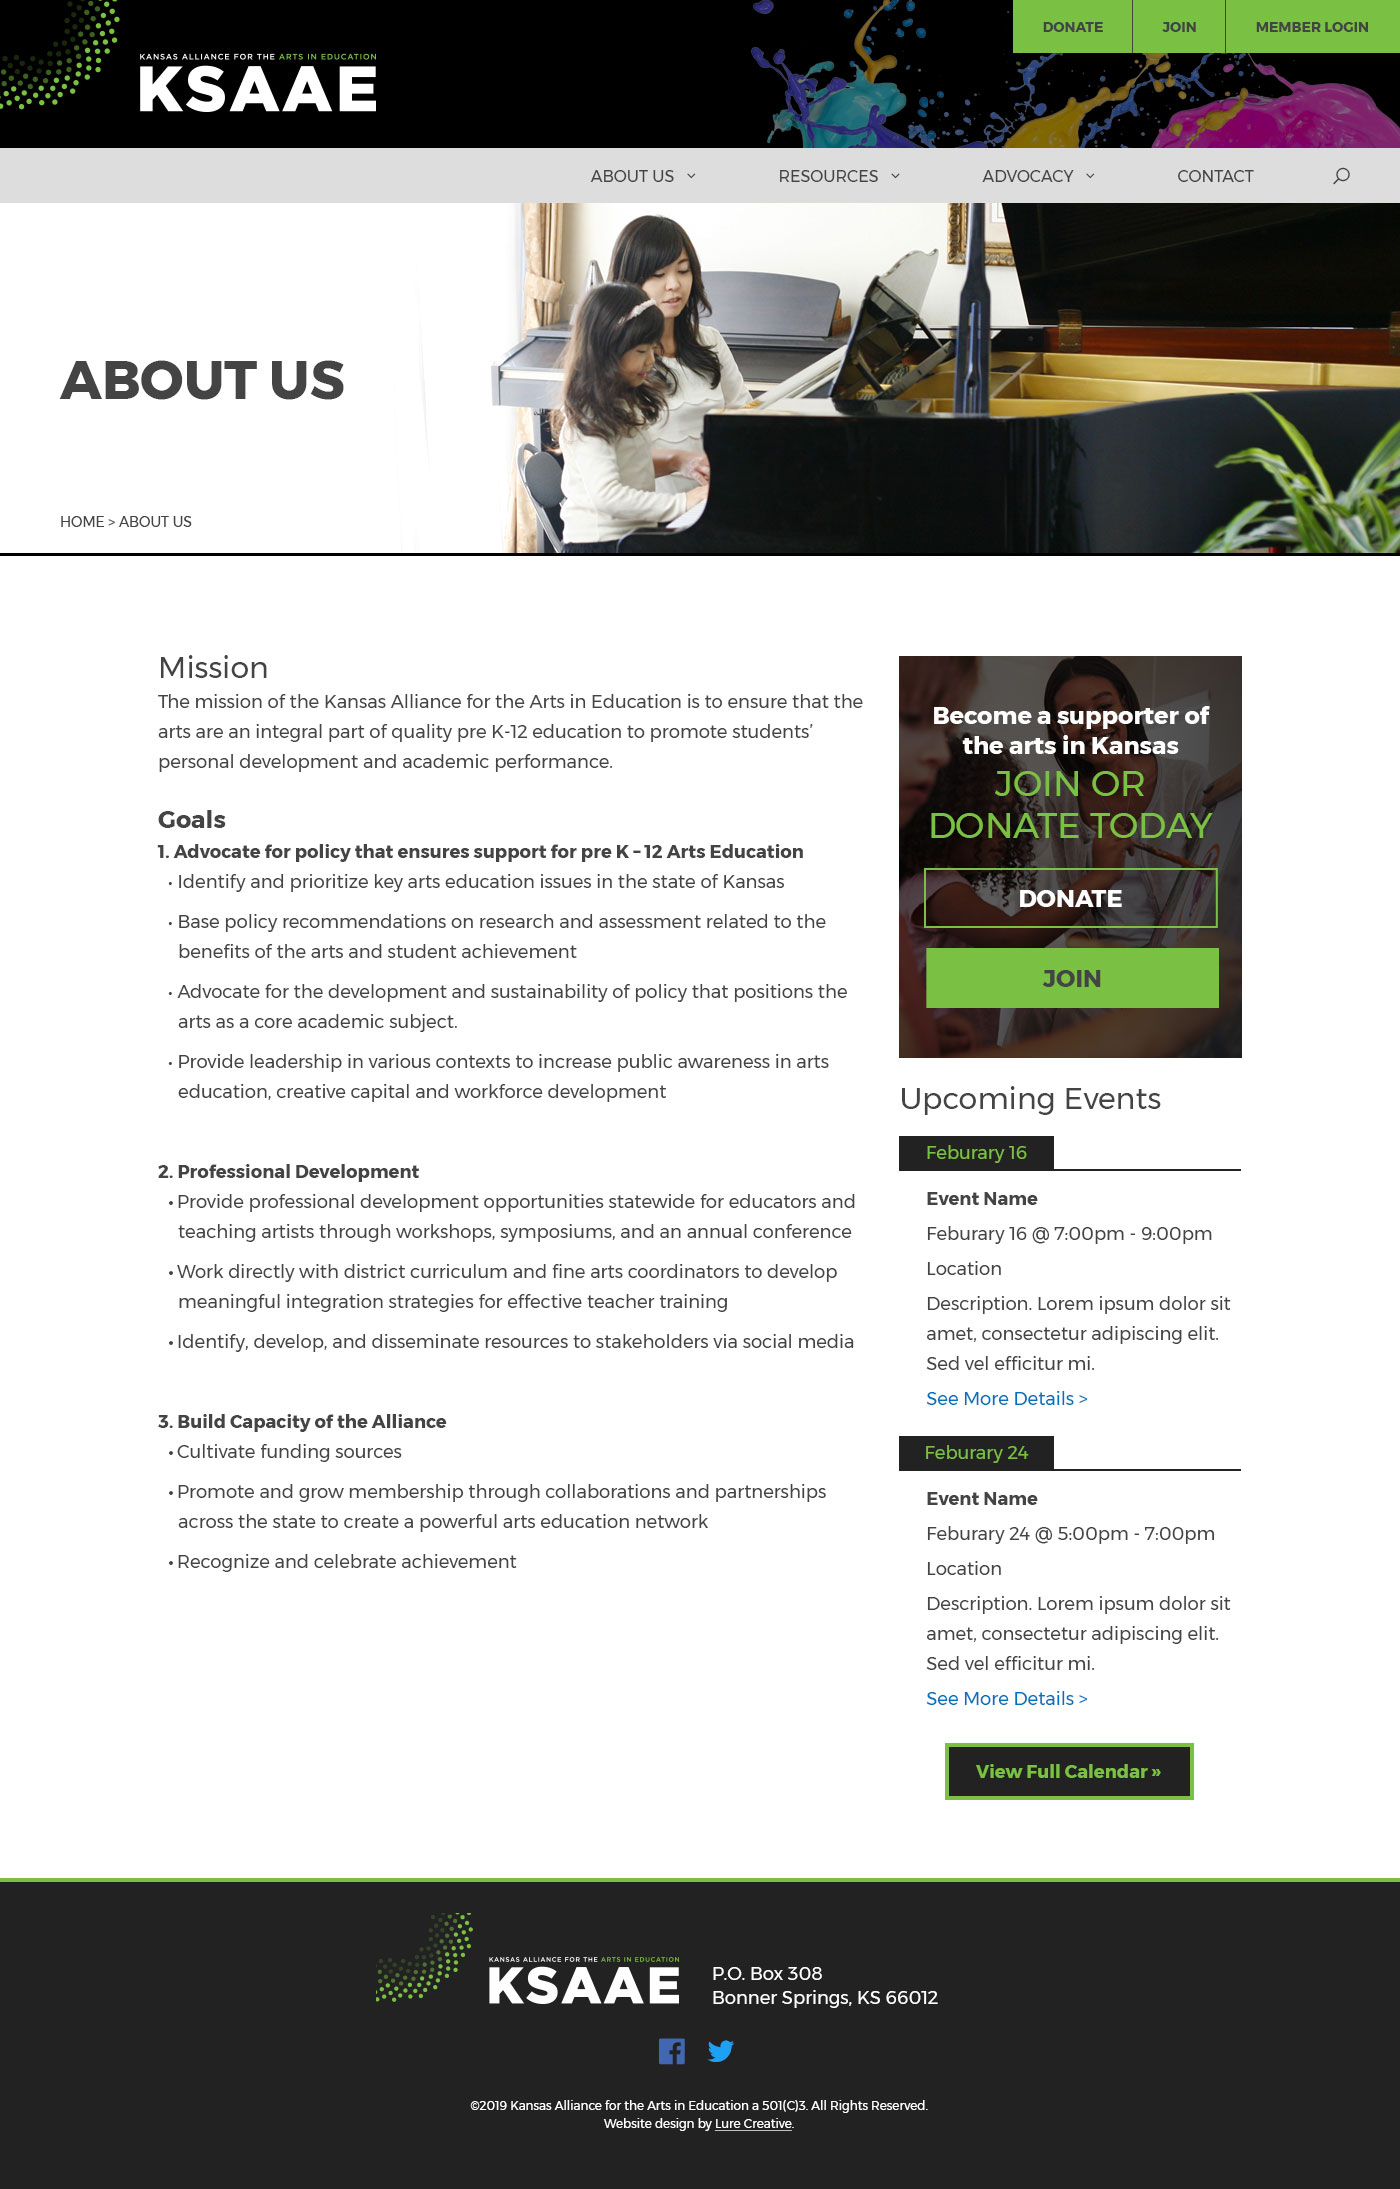 DONATE
JOIN
MEMBER LOGIN
KANSAS ALLIANCE FOR THE ARTS IN EDUCATION
KSAAE
ABOUT US
RESOURCES
ADVOCACY
CONTACT
ABOUT US
HOME > ABOUT US
Mission
The mission of the Kansas Alliance for the Arts in Education is to ensure that the
arts are an integral part of quality pre K-12 education to promote students’
personal development and academic performance.
Goals
1. Advocate for policy that ensures support for pre K – 12 Arts Education
• Identify and prioritize key arts education issues in the state of Kansas
• Base policy recommendations on research and assessment related to the
benefits of the arts and student achievement
• Advocate for the development and sustainability of policy that positions the
arts as a core academic subject.
• Provide leadership in various contexts to increase public awareness in arts
education, creative capital and workforce development
2. Professional Development
• Provide professional development opportunities statewide for educators and
teaching artists through workshops, symposiums, and an annual conference
• Work directly with district curriculum and fine arts coordinators to develop
meaningful integration strategies for effective teacher training
• Identify, develop, and disseminate resources to stakeholders via social media
3. Build Capacity of the Alliance
• Cultivate funding sources
• Promote and grow membership through collaborations and partnerships
across the state to create a powerful arts education network
• Recognize and celebrate achievement
Become a supporter of
the arts in Kansas
JOIN OR
DONATE TODAY
DONATE
JOIN
Upcoming Events
Feburary 16
Event Name
Feburary 16 @ 7:00pm - 9:00pm
Location
Description. Lorem ipsum dolor sit
amet, consectetur adipiscing elit.
Sed vel efficitur mi.
See More Details >
Feburary 24
Event Name
Feburary 24 @ 5:00pm - 7:00pm
Location
Description. Lorem ipsum dolor sit
amet, consectetur adipiscing elit.
Sed vel efficitur mi.
See More Details >
View Full Calendar »
KANSAS ALLIANCE FOR THE ARTS IN EDUCATION
KSAAE
P.O. Box 308
Bonner Springs, KS 66012
©2019 Kansas Alliance for the Arts in Education a 501(C)3. All Rights Reserved.
Website design by Lure Creative.